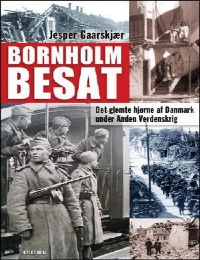 Jesper Gaarskjær
BORNHOLM
BESAT
Det glemte hjørne af Danmark
under Anden Verdenskrig